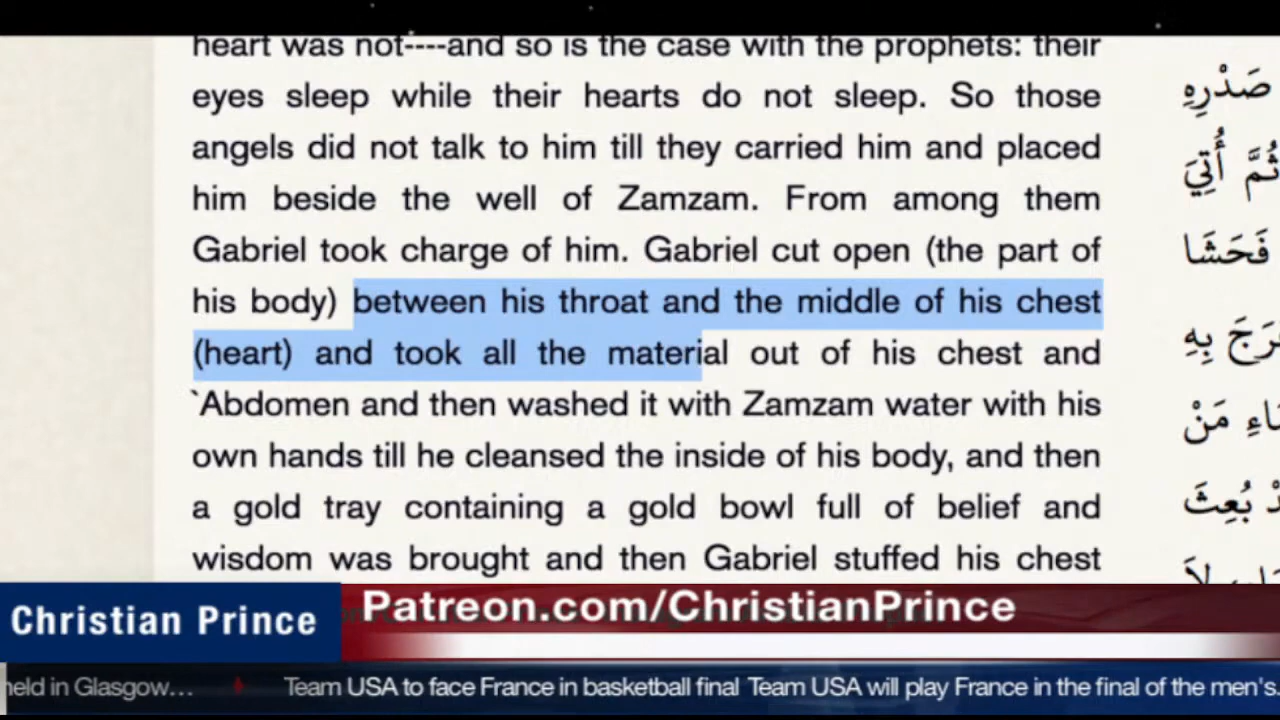 heart was not----and so is the case with the prophets: their
eyes sleep while their hearts do not sleep. So those
angels did not talk to him till they carried him and placed
him beside the well of Zamzam. From among them
Gabriel took charge of him. Gabriel cut open (the part of
his body) between his throat and the middle of his chest
(heart) and took all the material out of his chest and
`Abdomen and then washed it with Zamzam water with his
own hands till he cleansed the inside of his body, and then
a gold tray containing a gold bowl full of belief and
wisdom was brought and then Gabriel stuffed his chest
صَدْرِهِ
ثُمَّ أُتِيَ
فَحَشَا
بِهِ
مَنْ
بُعِثَ
Christian Prince
Patreon.com/ChristianPrince
held in Glasgow... Team USA to face France in basketball final Team USA will play France in the final of the men's